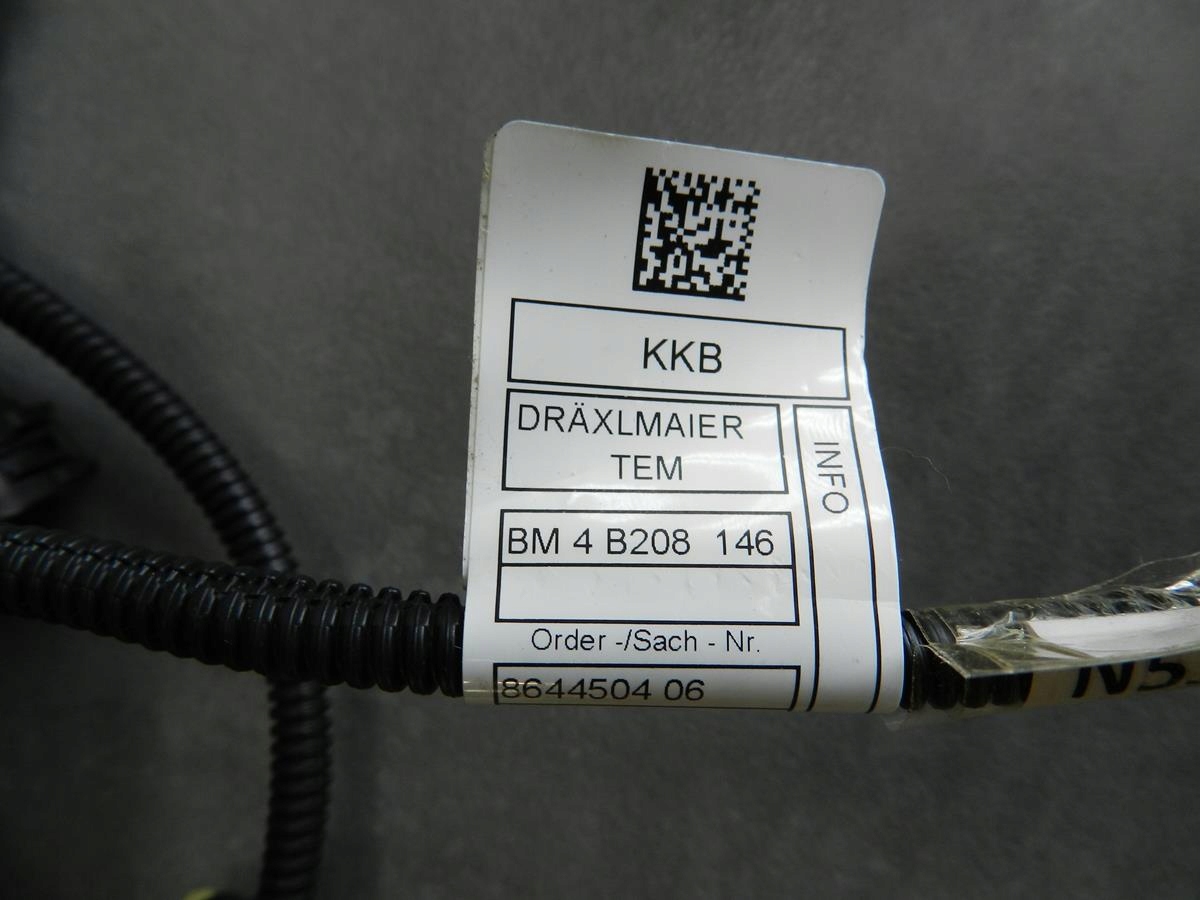 KKB
DRÄXLMAIER
TEM
INFO
BM 4 B208 146
Order -/Sach - Nr.
8644504 06